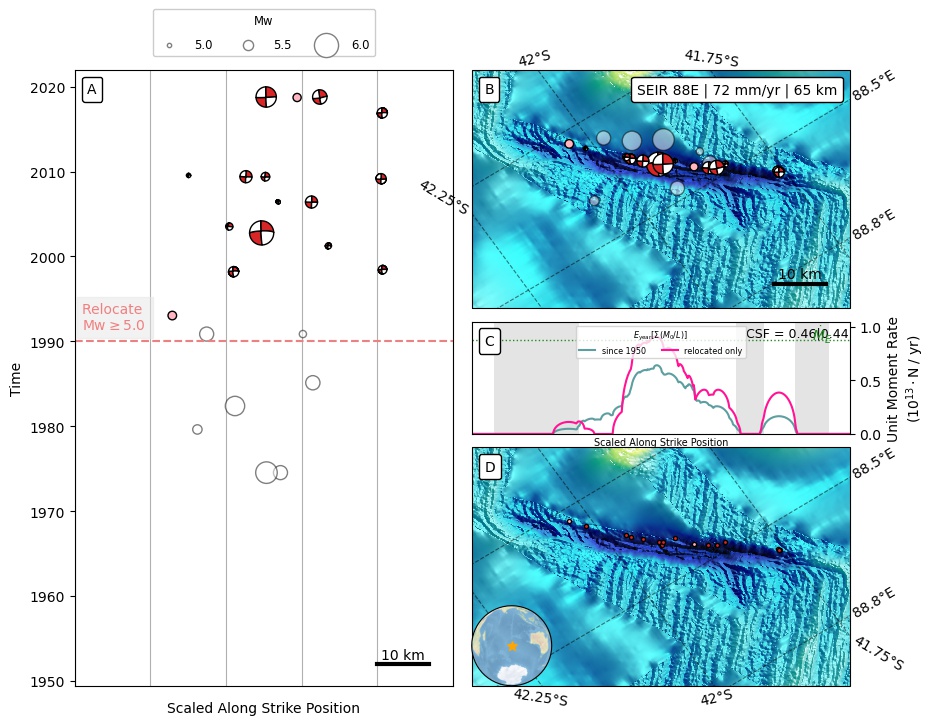 Mw
5.0 5.5 6.0
A
2020
2010
2000
1990
1980
1970
1960
1950
Time
Relocate
Mw ≥ 5.0
10 km
Scaled Along Strike Position
42°S
41.75°S
B
SEIR 88E | 72 mm/yr | 65 km
88.5°E
42.25°S
88.8°E
10 km
C
E_year[Σ(M₀/L)]
since 1950 retocated only
CSF = 0.46/0.44
1.0
0.5
0.0
Unit Moment Rate
(10¹³ · N / yr)
Scaled Along Strike Position
D
88.5°E
88.8°E
41.75°S
42.25°S
42°S